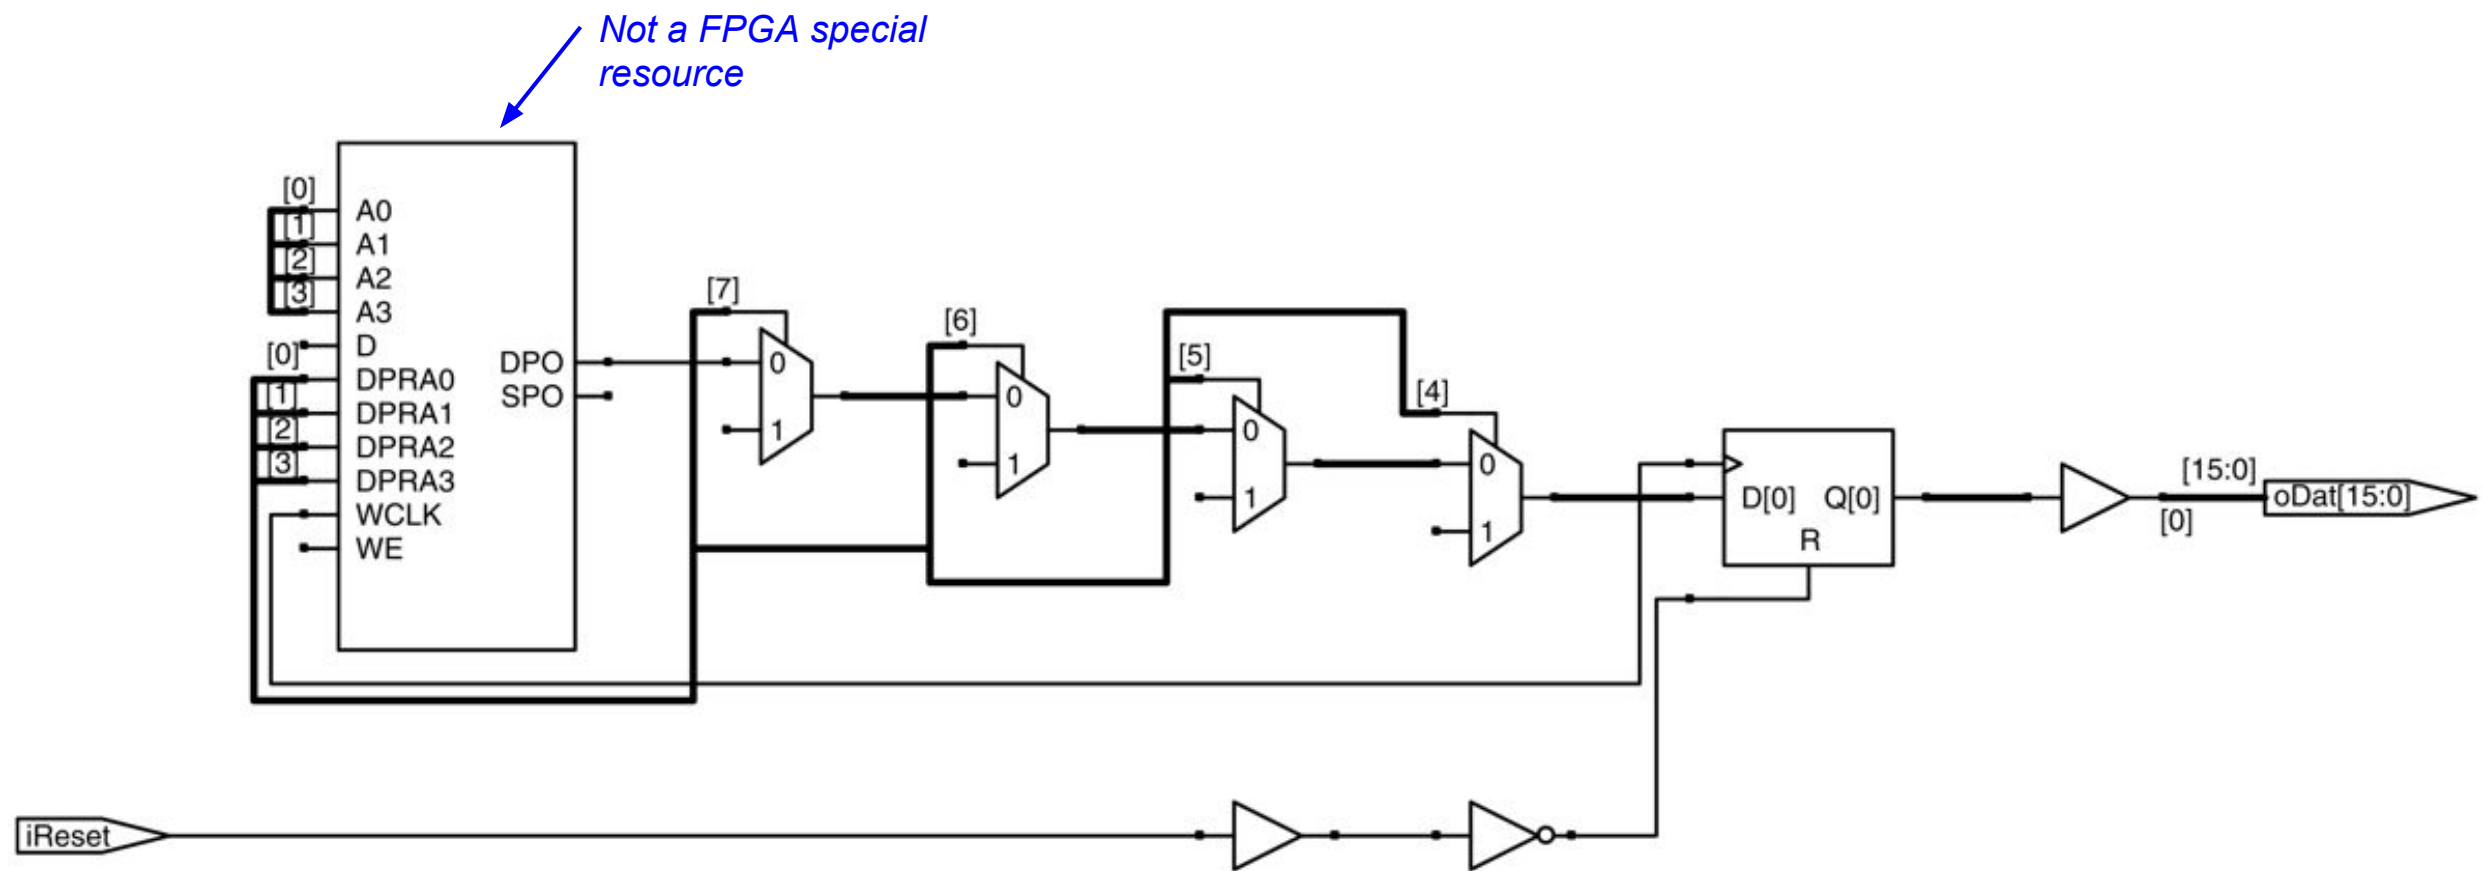 Not a FPGA special
resource
[0]
A0
[1]
A1
[2]
A2
[3]
A3
D
[0]
DPRA0
[1]
DPRA1
[2]
DPRA2
[3]
DPRA3
WCLK
WE
DPO
SPO
[7]
0
1
[6]
0
1
[5]
0
1
[4]
0
1
D[0] Q[0]
R
[15:0]
oDat[15:0]
[0]
iReset